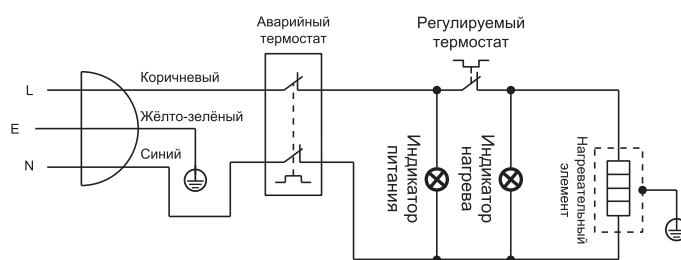 Аварийный
термостат
Регулируемый
термостат
L
Коричневый
E
Жёлто-зелёный
N
Синий
Индикатор
питания
Индикатор
нагрева
Нагревательный
элемент